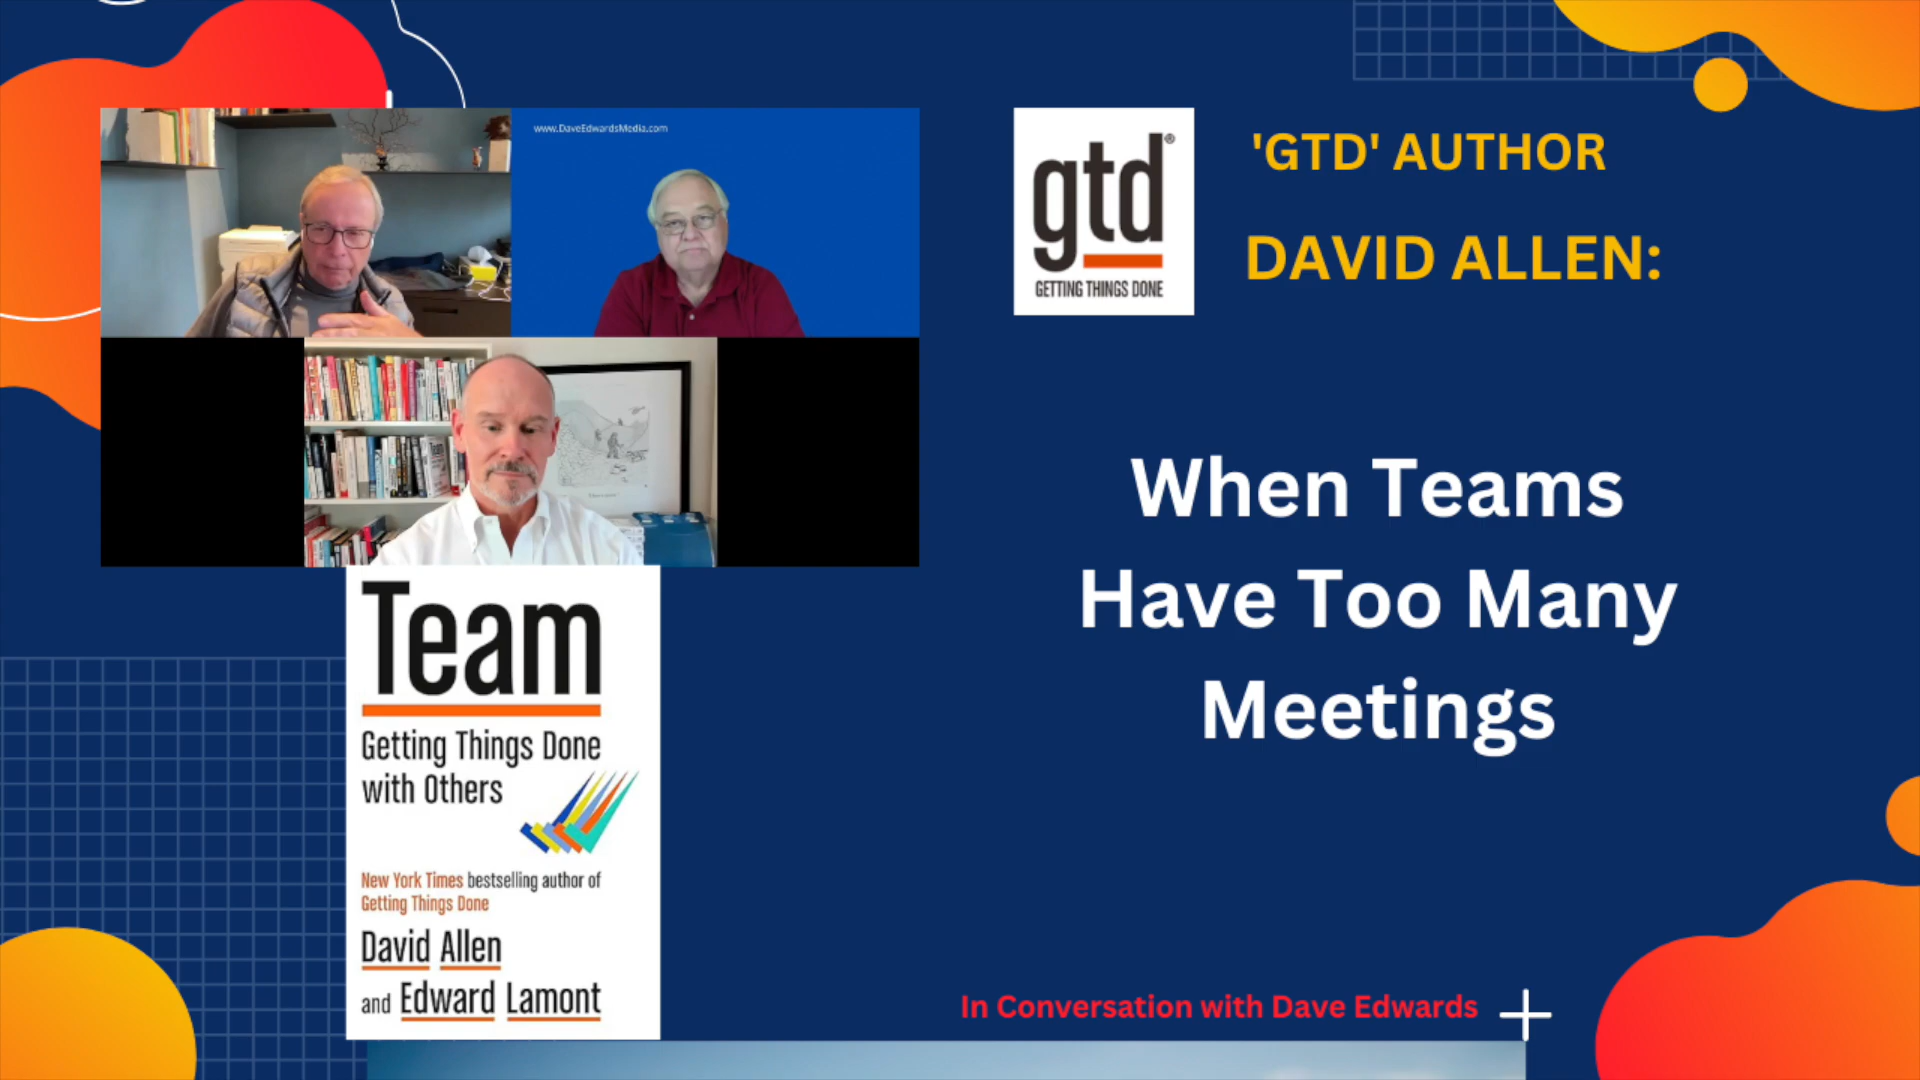 www.DaveEdwardsMedia.com
gtd®
GETTING THINGS DONE
'GTD' AUTHOR
DAVID ALLEN:
When Teams
Have Too Many
Meetings
Team
Getting Things Done
with Others
New York Times bestselling author of
Getting Things Done
David Allen
and Edward Lamont
In Conversation with Dave Edwards